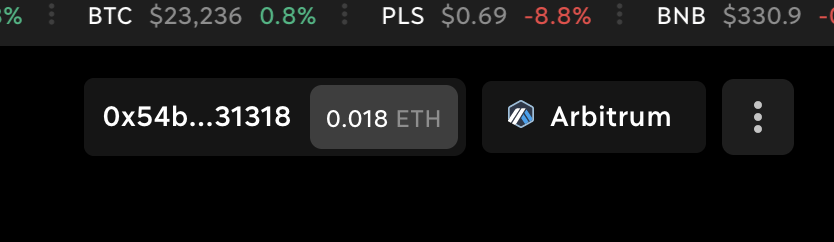 % BTC $23,236 0.8% PLS $0.69 -8.8% BNB $330.9
0x54b...31318 0.018 ETH Arbitrum